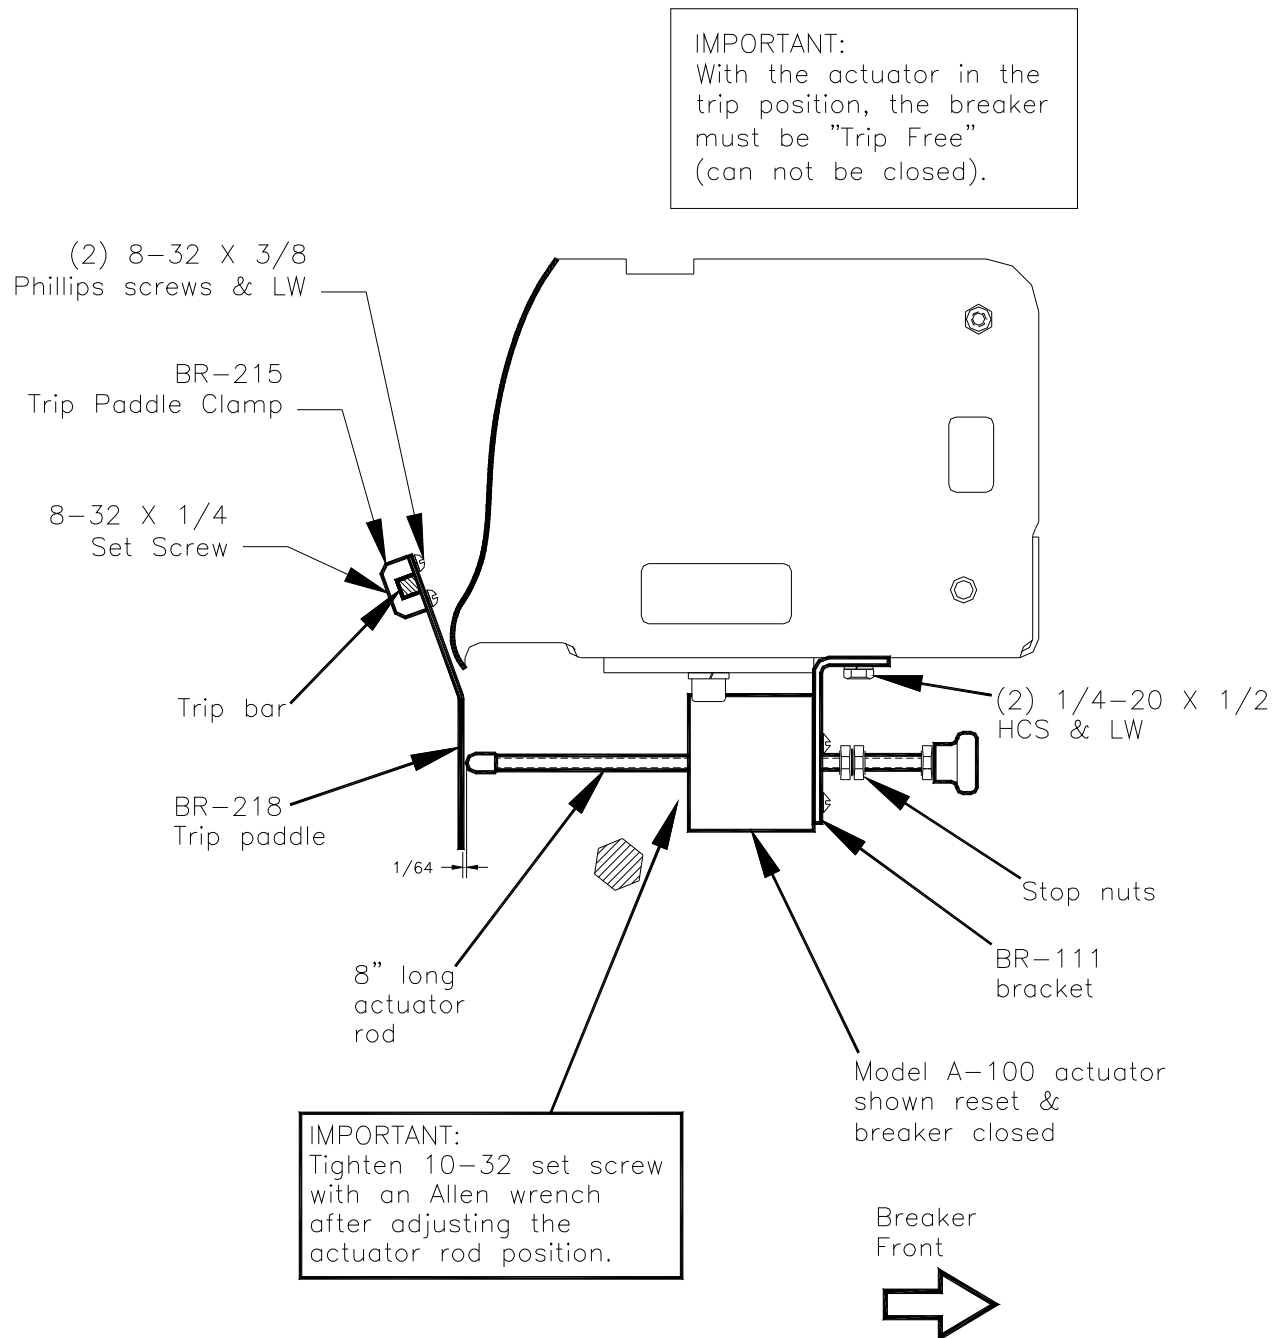 IMPORTANT:
With the actuator in the
trip position, the breaker
must be "Trip Free"
(can not be closed).
(2) 8-32 X 3/8
Phillips screws & LW
BR-215
Trip Paddle Clamp
8-32 X 1/4
Set Screw
Trip bar
(2) 1/4-20 X 1/2
HCS & LW
BR-218
Trip paddle
1/64
Stop nuts
8" long
actuator
rod
BR-111
bracket
Model A-100 actuator
shown reset &
breaker closed
IMPORTANT:
Tighten 10-32 set screw
with an Allen wrench
after adjusting the
actuator rod position.
Breaker
Front